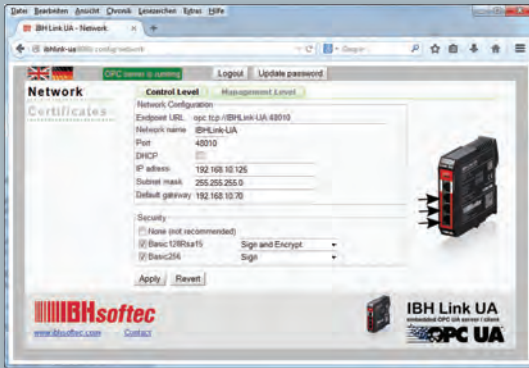 Datei Bearbeiten Ansicht Chronik Lesezeichen Extras Hilfe
IBH Link UA - Network
OPC server is running Logout Update password
Network
Certificates
Control Level Management Level
Network Configuration
Endpoint URL opc.tcp://IBHLink-UA:48010
Network name IBHLink-UA
Port 48010
DHCP
IP adress 192.168.10.126
Subnet mask 255.255.255.0
Default gateway 192.168.10.70
Security
None (not recommended)
Basic128Rsa15 Sign and Encrypt
Basic256 Sign
Apply Revert
IBHsoftec
www.ibhsoftec.com Contact
IBH Link UA
embedded OPC UA server / client
OPC UA